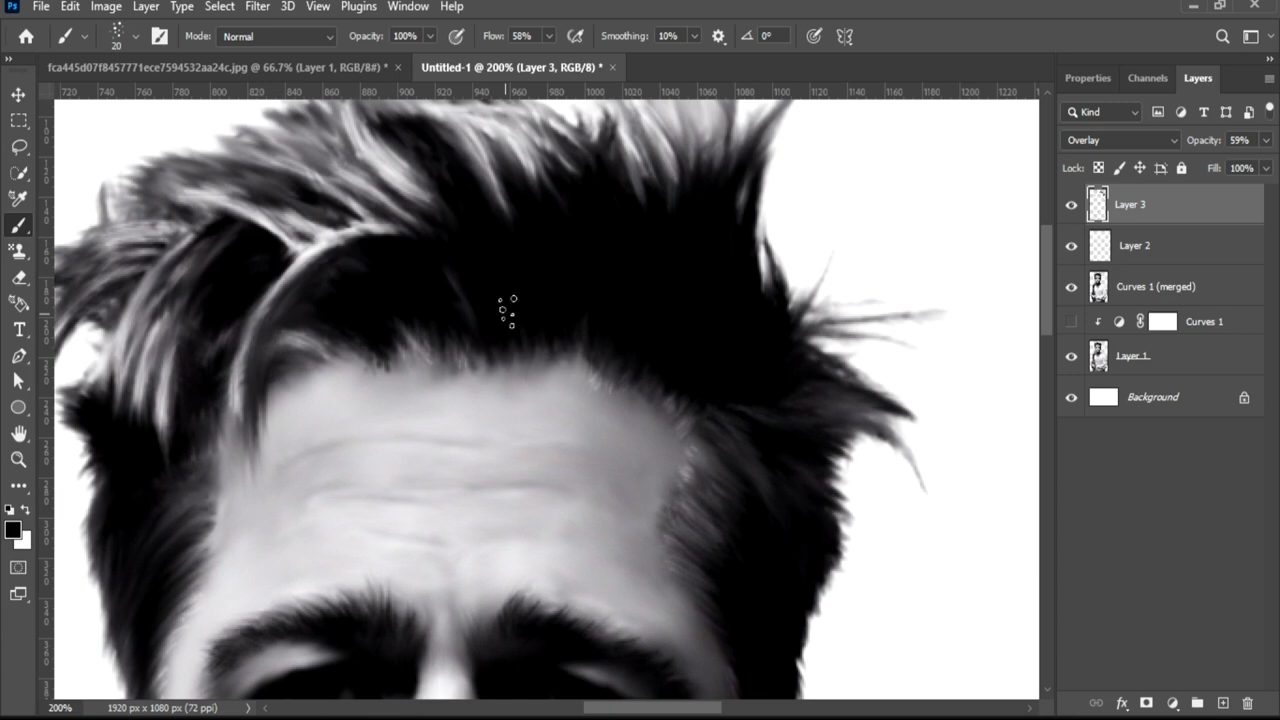 Ps File Edit Image Layer Type Select Filter 3D View Plugins Window Help
20 Mode: Normal Opacity: 100% Flow: 58% Smoothing: 10% 0°
fca445d07f8457771ece7594532aa24c.jpg @ 66.7% (Layer 1, RGB/8#) * × Untitled-1 @ 200% (Layer 3, RGB/8) * ×
Properties Channels Layers
720 740 760 780 800 820 840 860 880 900 920 940 960 980 1000 1020 1040 1060 1080 1100 1120 1140 1160 1180 1200 1220
Kind
Overlay Opacity: 59%
Lock: Fill: 100%
Layer 3
Layer 2
Curves 1 (merged)
Curves 1
Layer 1
Background
200% 1920 px x 1080 px (72 ppi)
fx